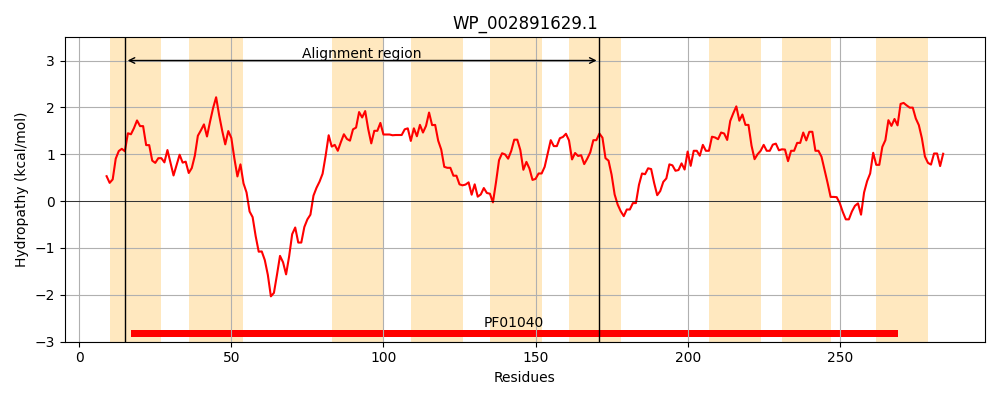 WP_002891629.1
Hydropathy (kcal/mol)
3
2
1
0
−1
−2
−3
Alignment region
PF01040
0
50
100
150
200
250
Residues